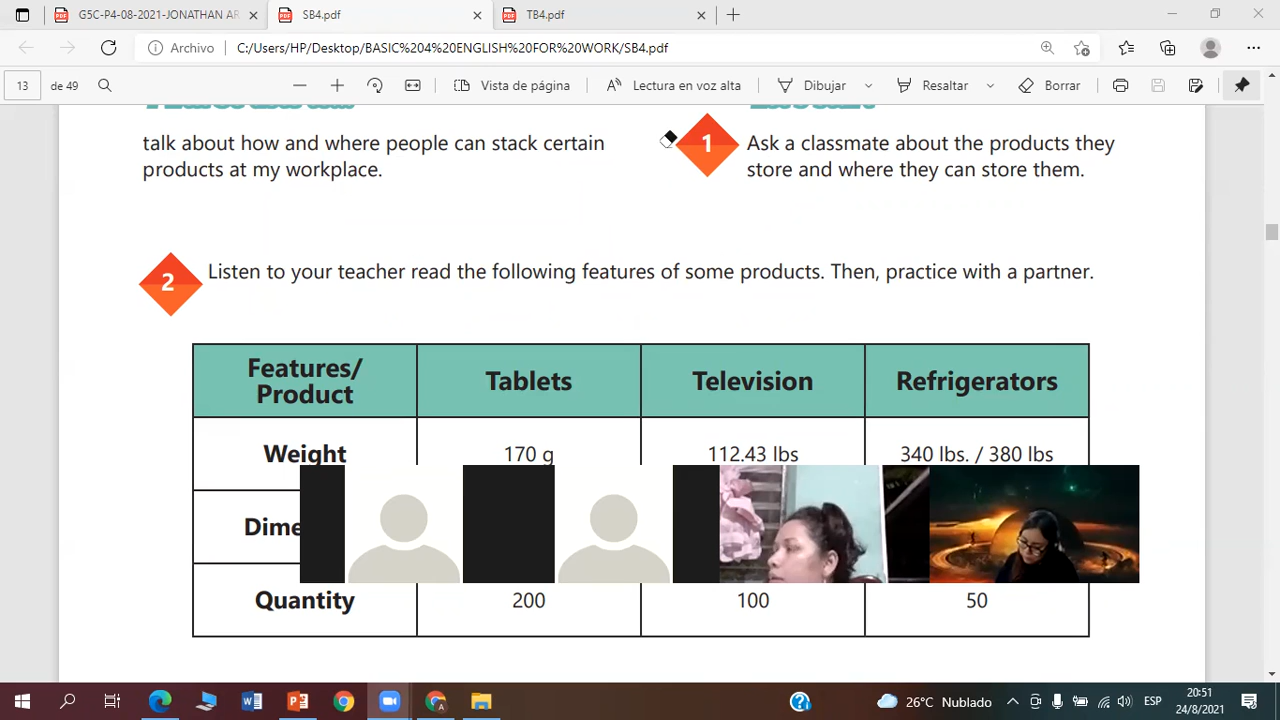 G5C-P4-08-2021-JONATHAN AR
SB4.pdf
TB4.pdf
Archivo
C:/Users/HP/Desktop/BASIC%204%20ENGLISH%20FOR%20WORK/SB4.pdf
13 de 49
Vista de página
Lectura en voz alta
Dibujar
Resaltar
Borrar
talk about how and where people can stack certain
products at my workplace.
1
Ask a classmate about the products they
store and where they can store them.
2
Listen to your teacher read the following features of some products. Then, practice with a partner.
Features/
Product
Tablets
Television
Refrigerators
Weight
170 g
112.43 lbs
340 lbs. / 380 lbs
Quantity
200
100
50
26°C Nublado
ESP
20:51
24/8/2021